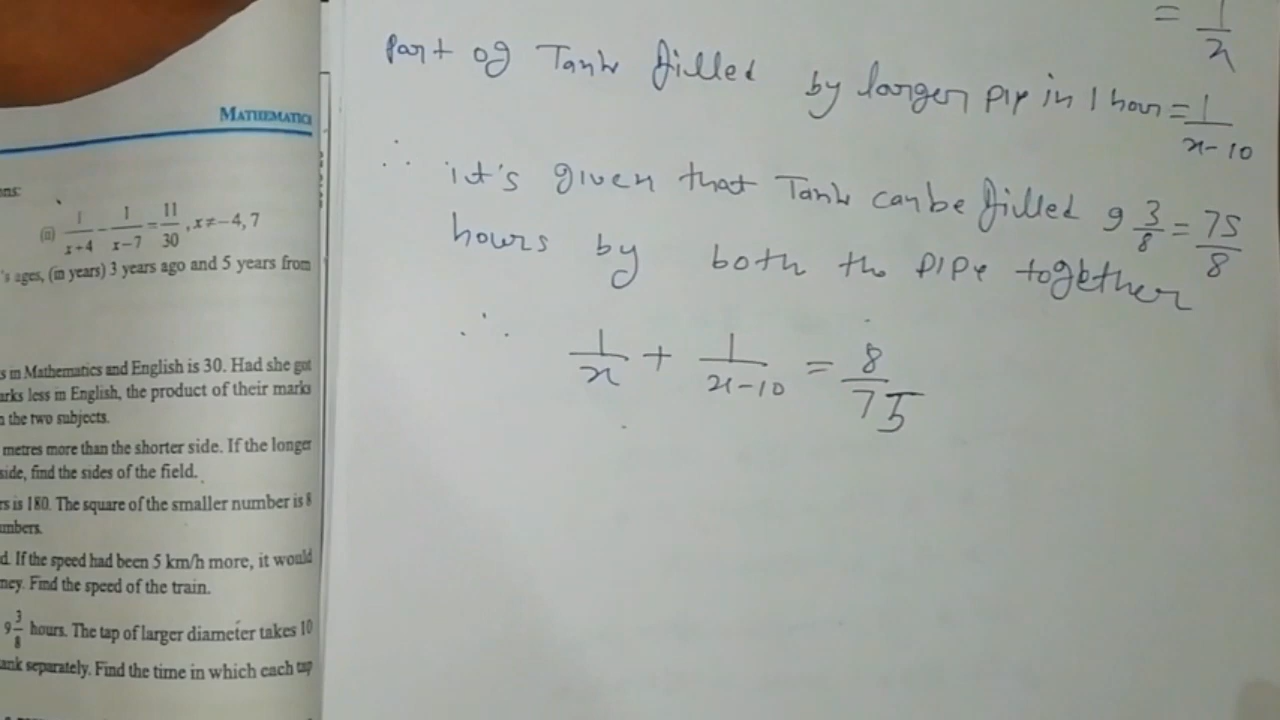 MATHEMATIC
ns:
(ii) 1/x+4 - 1/x-7 = 11/30, x ≠ -4, 7
's ages, (in years) 3 years ago and 5 years from
s in Mathematics and English is 30. Had she got
arks less in English, the product of their marks
n the two subjects.
metres more than the shorter side. If the longer
side, find the sides of the field.
rs is 180. The square of the smaller number is 8
umbers.
d. If the speed had been 5 km/h more, it would
ney. Find the speed of the train.
9 3/8 hours. The tap of larger diameter takes 10
ank separately. Find the time in which each tap
= 1/x
Part of Tank filled by larger pip in 1 hour = 1/x-10
∴ it's given that Tank can be filled 9 3/8 = 75/8
hours by both the pipe togbther
∴ 1/x + 1/x-10 = 8/75